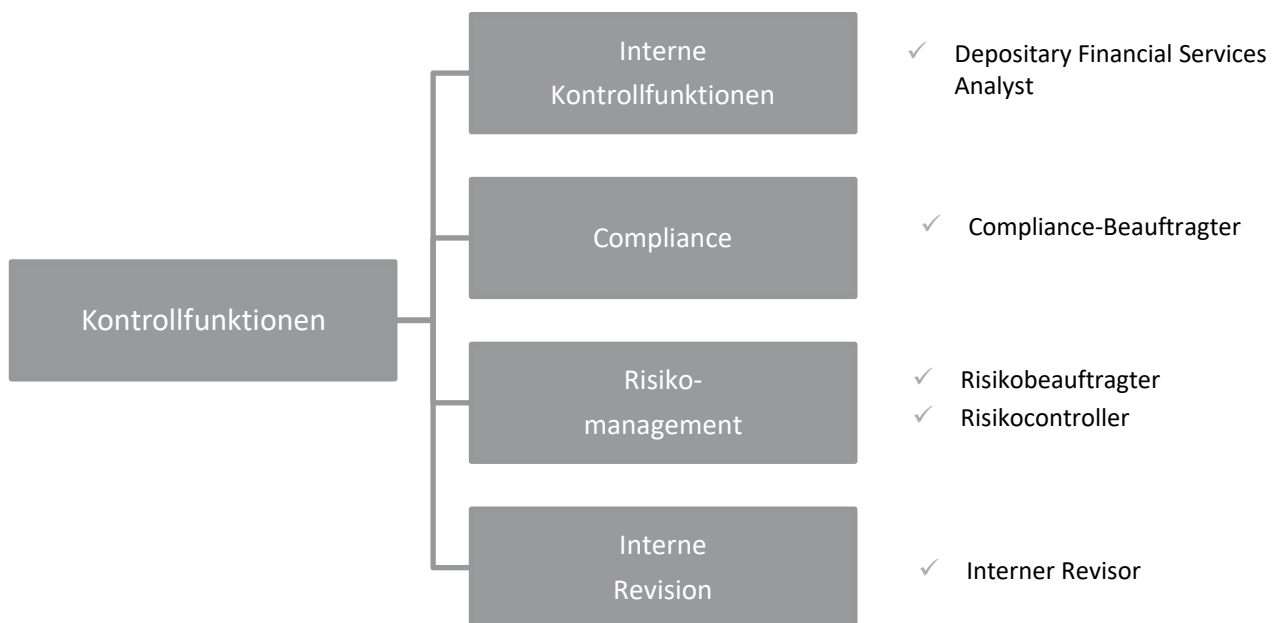 Interne
Kontrollfunktionen
✓ Depositary Financial Services
Analyst
Compliance
✓ Compliance-Beauftragter
Kontrollfunktionen
Risiko-
management
✓ Risikobeauftragter
✓ Risikocontroller
Interne
Revision
✓ Interner Revisor